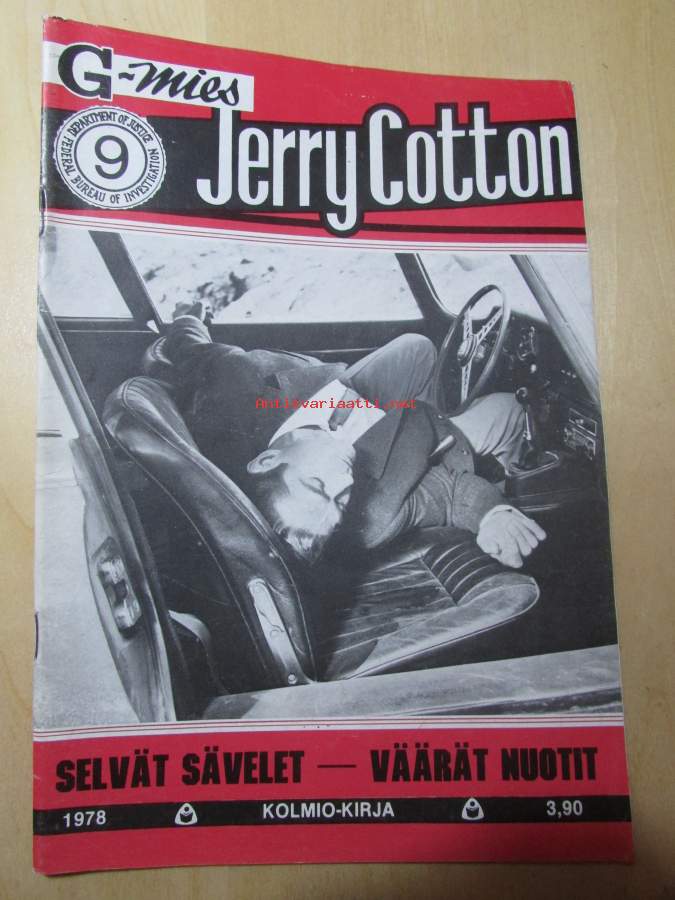 G-mies
Jerry Cotton
DEPARTMENT OF JUSTICE
9
FEDERAL BUREAU OF INVESTIGATION
Antikvariaatti.net
SELVÄT SÄVELET — VÄÄRÄT NUOTIT
1978 KOLMIO-KIRJA 3,90